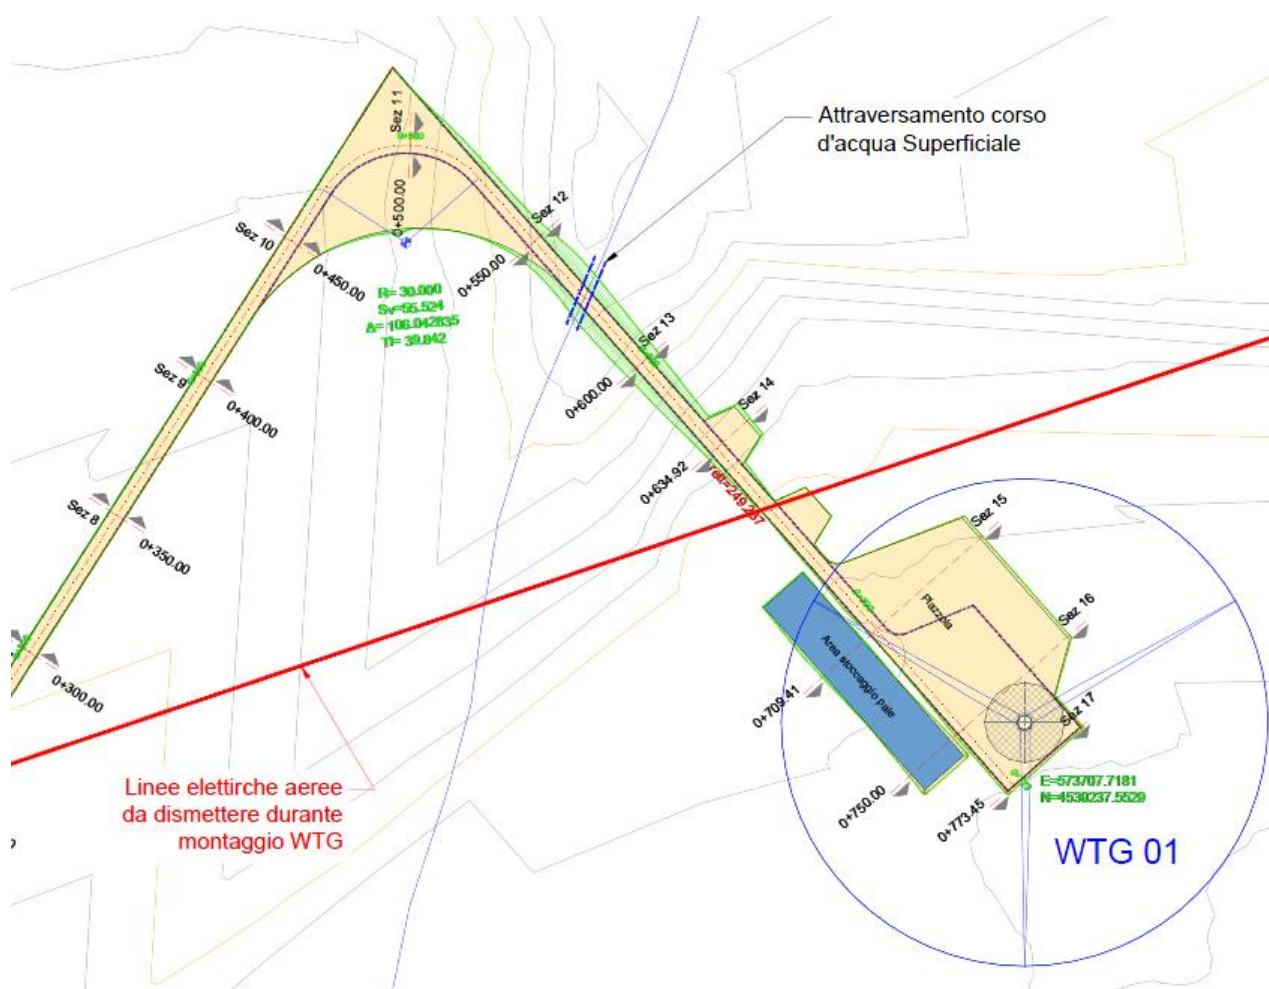 Attraversamento corso
d'acqua Superficiale
Sez 11
0+500.00
Sez 12
Sez 10
0+450.00
0+550.00
R= 30.000
Sv=55.524
A= 106.042835
Tl= 39.842
Sez 13
Sez 9
0+400.00
0+600.00
Sez 14
0+634.92
rett=249.287
Sez 8
0+350.00
Sez 15
Piazzola
Sez 16
0+300.00
Area stoccaggio pale
0+709.41
Sez 17
Linee elettirche aeree
da dismettere durante
montaggio WTG
E=573707.7181
N=4530237.5529
0+750.00
0+773.45
WTG 01